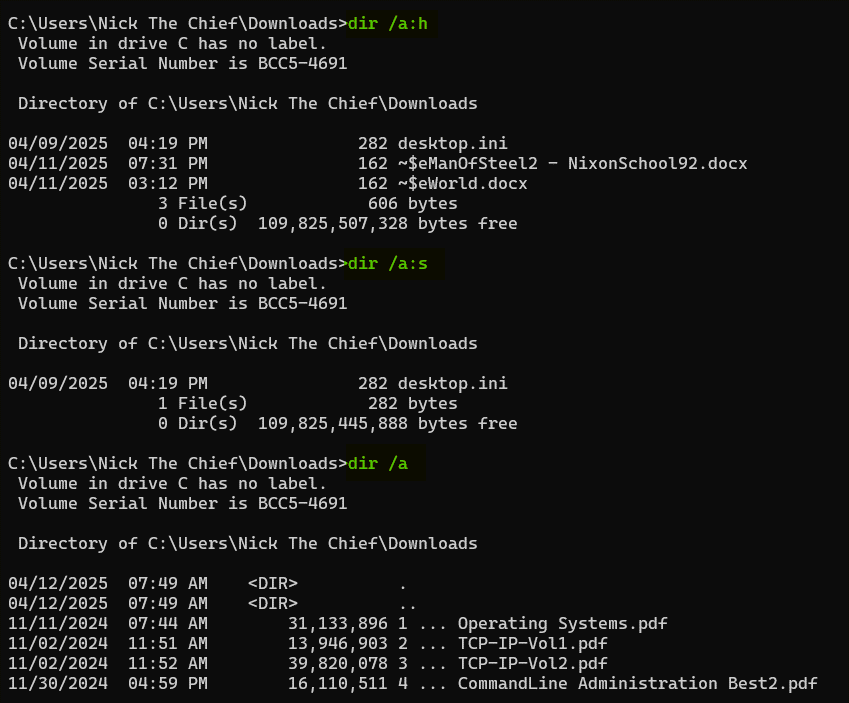 C:\Users\Nick The Chief\Downloads>dir /a:h
 Volume in drive C has no label.
 Volume Serial Number is BCC5-4691

 Directory of C:\Users\Nick The Chief\Downloads

04/09/2025  04:19 PM               282 desktop.ini
04/11/2025  07:31 PM               162 ~$eManOfSteel2 - NixonSchool92.docx
04/11/2025  03:12 PM               162 ~$eWorld.docx
               3 File(s)            606 bytes
               0 Dir(s)  109,825,507,328 bytes free

C:\Users\Nick The Chief\Downloads>dir /a:s
 Volume in drive C has no label.
 Volume Serial Number is BCC5-4691

 Directory of C:\Users\Nick The Chief\Downloads

04/09/2025  04:19 PM               282 desktop.ini
               1 File(s)            282 bytes
               0 Dir(s)  109,825,445,888 bytes free

C:\Users\Nick The Chief\Downloads>dir /a
 Volume in drive C has no label.
 Volume Serial Number is BCC5-4691

 Directory of C:\Users\Nick The Chief\Downloads

04/12/2025  07:49 AM    <DIR>          .
04/12/2025  07:49 AM    <DIR>          ..
11/11/2024  07:44 AM        31,133,896 1 ... Operating Systems.pdf
11/02/2024  11:51 AM        13,946,903 2 ... TCP-IP-Vol1.pdf
11/02/2024  11:52 AM        39,820,078 3 ... TCP-IP-Vol2.pdf
11/30/2024  04:59 PM        16,110,511 4 ... CommandLine Administration Best2.pdf